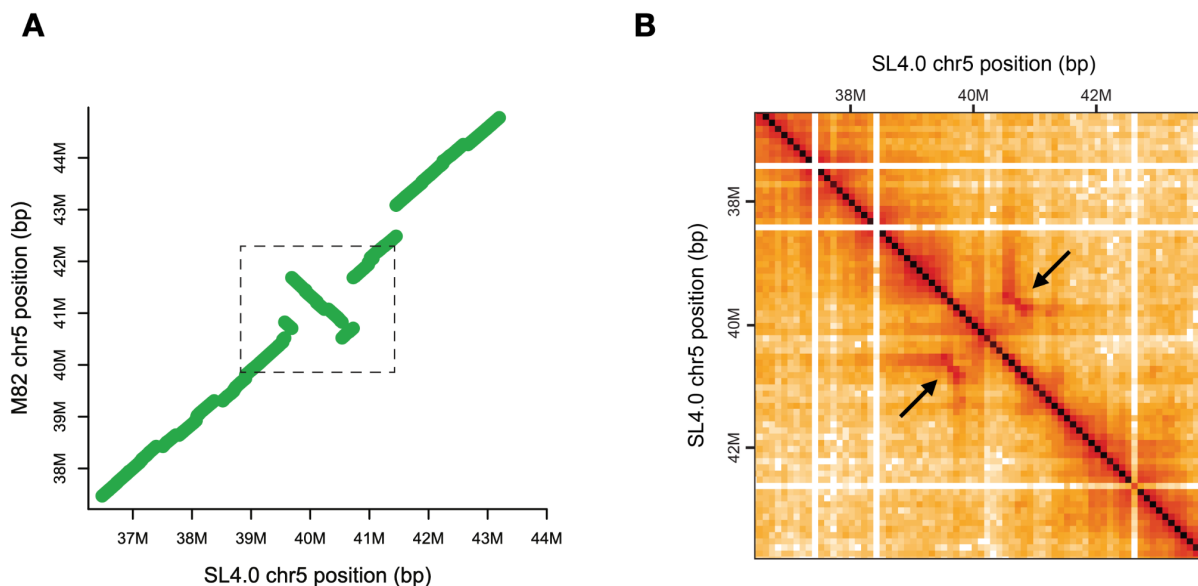 A
M82 chr5 position (bp)
44M
43M
42M
41M
40M
39M
38M
37M 38M 39M 40M 41M 42M 43M 44M
SL4.0 chr5 position (bp)
B
SL4.0 chr5 position (bp)
38M 40M 42M
SL4.0 chr5 position (bp)
38M
40M
42M